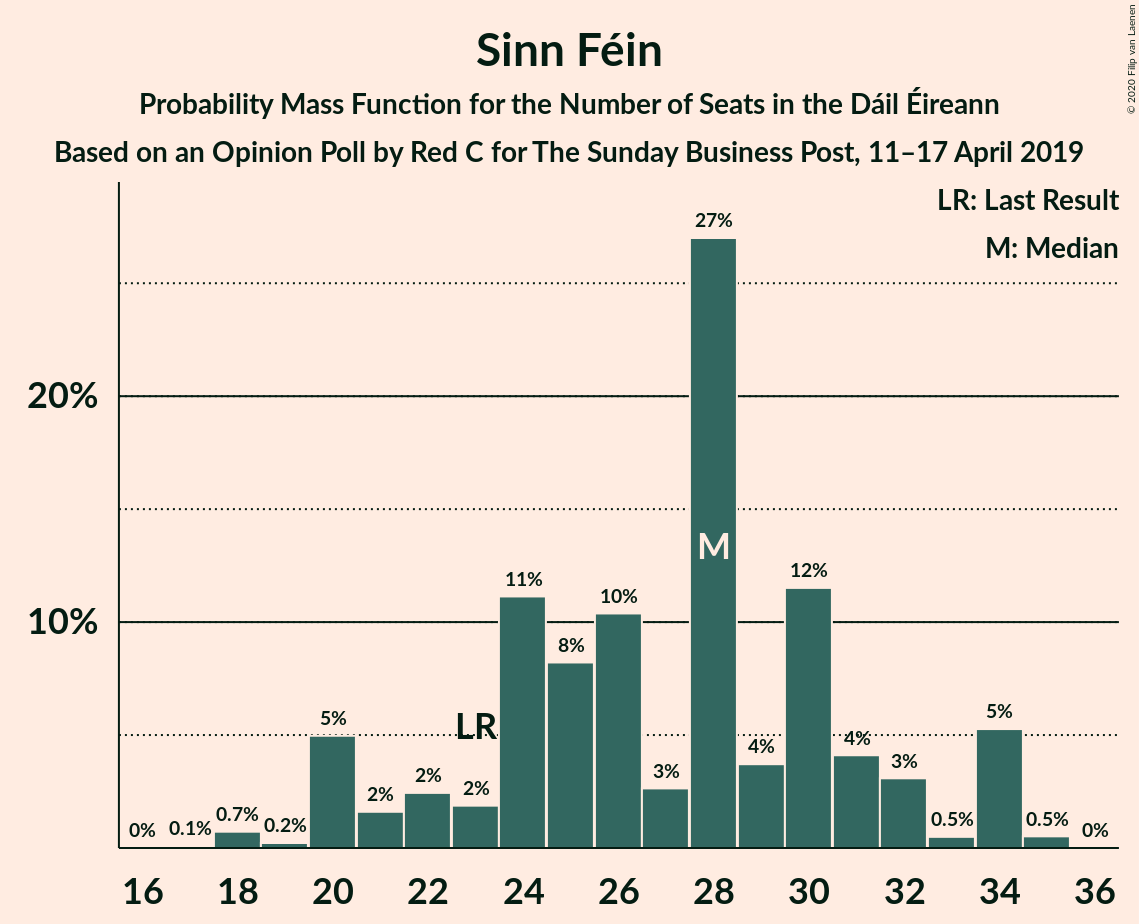 Sinn Féin
Probability Mass Function for the Number of Seats in the Dáil Éireann
Based on an Opinion Poll by Red C for The Sunday Business Post, 11–17 April 2019
© 2020 Filip van Laenen
LR: Last Result
M: Median
27%
20%
M
12%
11%
10%
10%
8%
LR
5%
5%
4%
4%
3%
3%
2%
2%
2%
0.7%
0.5%
0.5%
0.2%
0.1%
0%
0%
16 18 20 22 24 26 28 30 32 34 36